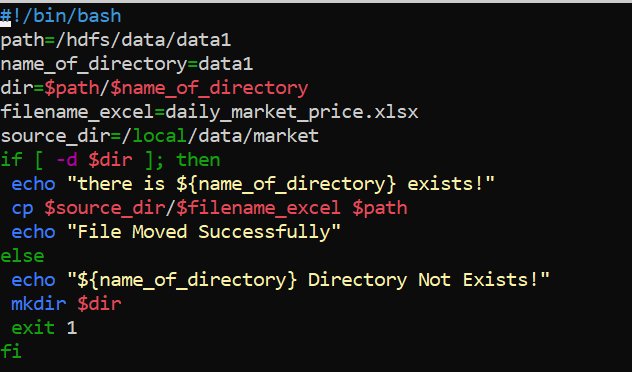 #!/bin/bash
path=/hdfs/data/data1
name_of_directory=data1
dir=$path/$name_of_directory
filename_excel=daily_market_price.xlsx
source_dir=/local/data/market
if [ -d $dir ]; then
 echo "there is ${name_of_directory} exists!"
 cp $source_dir/$filename_excel $path
 echo "File Moved Successfully"
else
 echo "${name_of_directory} Directory Not Exists!"
 mkdir $dir
 exit 1
fi